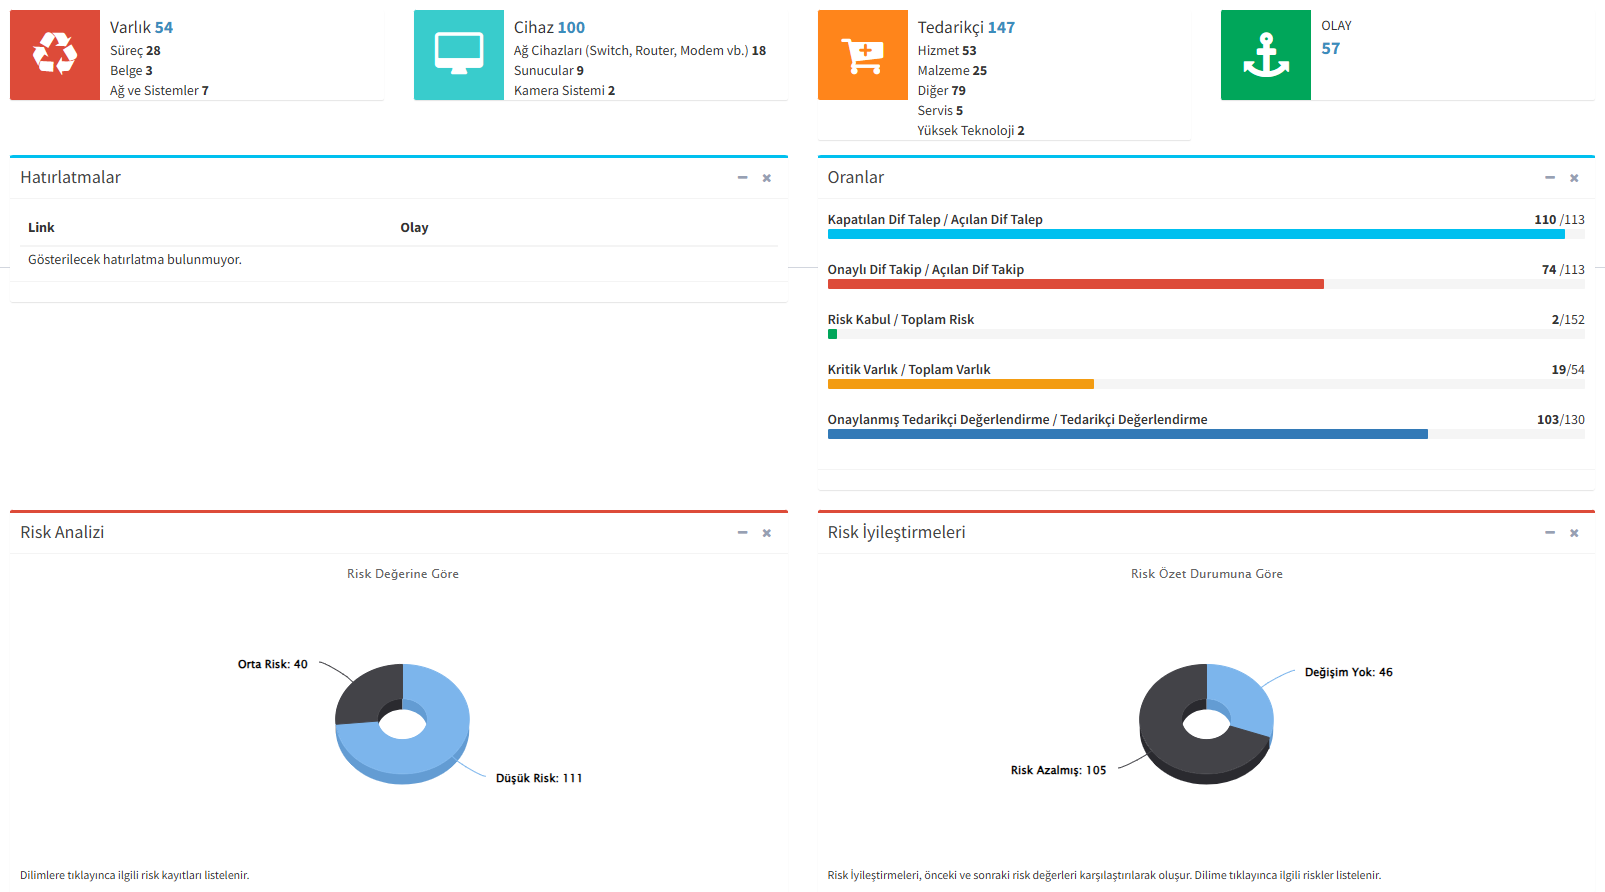 Varlık 54
Süreç 28
Belge 3
Ağ ve Sistemler 7
Cihaz 100
Ağ Cihazları (Switch, Router, Modem vb.) 18
Sunucular 9
Kamera Sistemi 2
Tedarikçi 147
Hizmet 53
Malzeme 25
Diğer 79
Servis 5
Yüksek Teknoloji 2
OLAY
57
Hatırlatmalar
Link Olay
Gösterilecek hatırlatma bulunmuyor.
Oranlar
Kapatılan Dif Talep / Açılan Dif Talep 110 /113
Onaylı Dif Takip / Açılan Dif Takip 74 /113
Risk Kabul / Toplam Risk 2/152
Kritik Varlık / Toplam Varlık 19/54
Onaylanmış Tedarikçi Değerlendirme / Tedarikçi Değerlendirme 103/130
Risk Analizi
Risk Değerine Göre
Orta Risk: 40
Düşük Risk: 111
Dilimlere tıklayınca ilgili risk kayıtları listelenir.
Risk İyileştirmeleri
Risk Özet Durumuna Göre
Değişim Yok: 46
Risk Azalmış: 105
Risk İyileştirmeleri, önceki ve sonraki risk değerleri karşılaştırılarak oluşur. Dilime tıklayınca ilgili riskler listelenir.